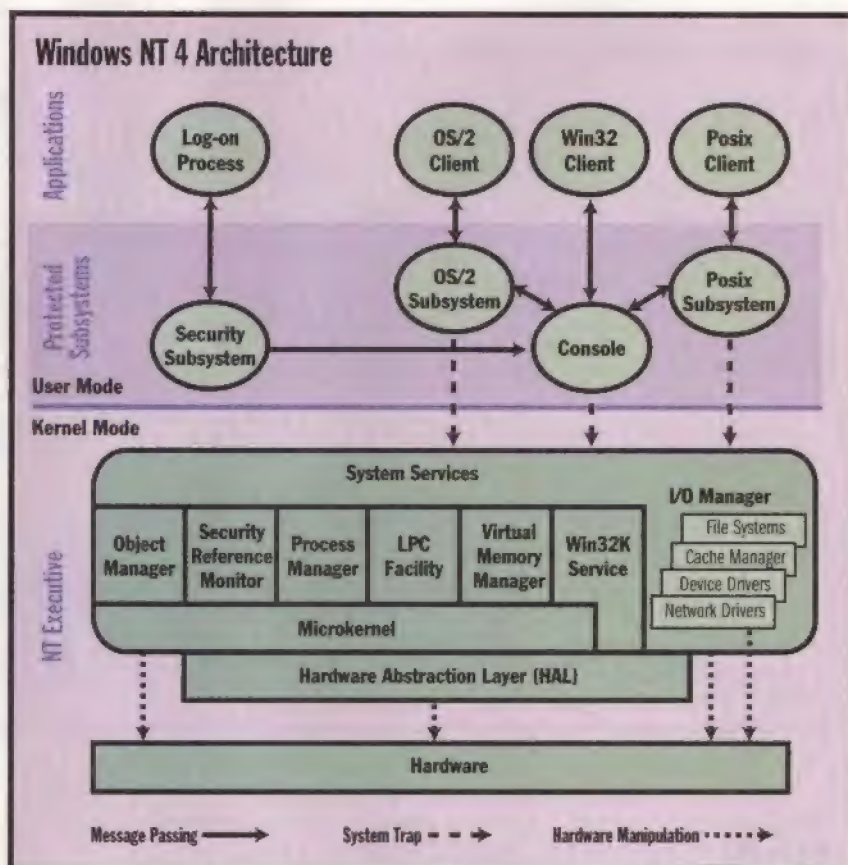 Windows NT 4 Architecture
Applications
Log-on
Process
OS/2
Client
Win32
Client
Posix
Client
Protected
Subsystems
OS/2
Subsystem
Posix
Subsystem
Security
Subsystem
Console
User Mode
Kernel Mode
NT Executive
System Services
I/O Manager
File Systems
Cache Manager
Device Drivers
Network Drivers
Object
Manager
Security
Reference
Monitor
Process
Manager
LPC
Facility
Virtual
Memory
Manager
Win32K
Service
Microkernel
Hardware Abstraction Layer (HAL)
Hardware
Message Passing
System Trap
Hardware Manipulation